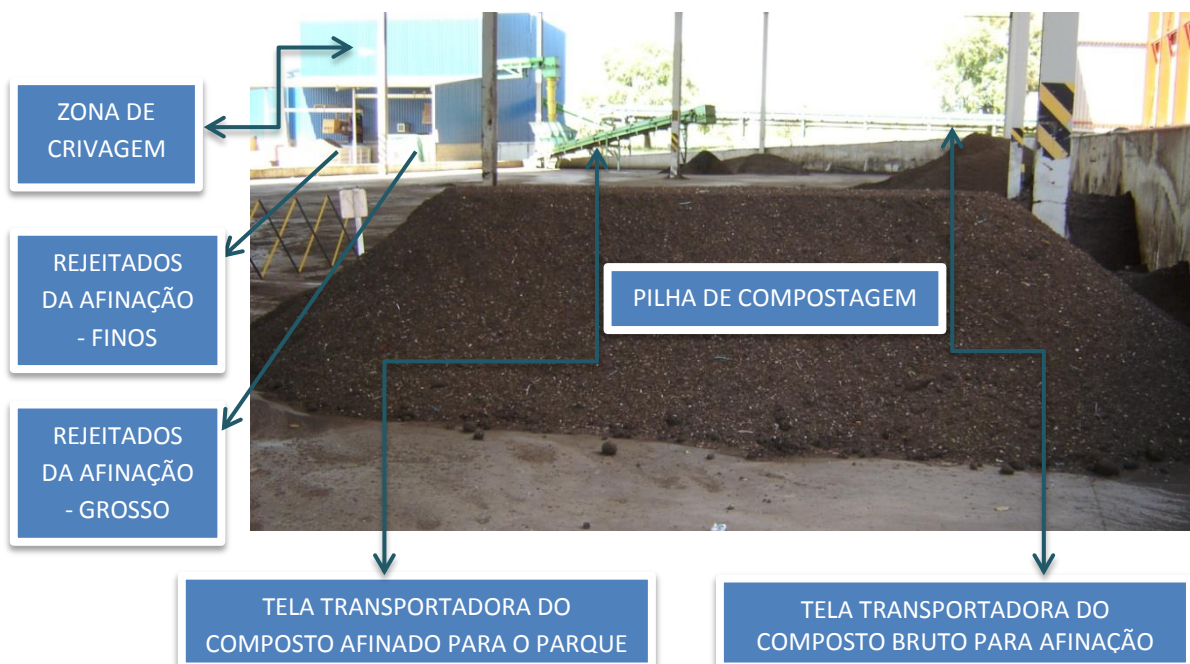 ZONA DE
CRIVAGEM
REJEITADOS
DA AFINAÇÃO
- FINOS
PILHA DE COMPOSTAGEM
REJEITADOS
DA AFINAÇÃO
- GROSSO
TELA TRANSPORTADORA DO
COMPOSTO AFINADO PARA O PARQUE
TELA TRANSPORTADORA DO
COMPOSTO BRUTO PARA AFINAÇÃO